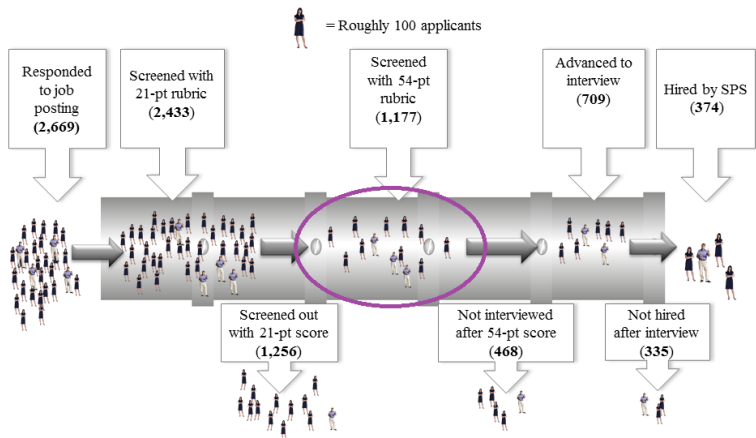 = Roughly 100 applicants
Responded
to job
posting
(2,669)
Screened with
21-pt rubric
(2,433)
Screened
with 54-pt
rubric
(1,177)
Advanced to
interview
(709)
Hired by SPS
(374)
Screened out
with 21-pt score
(1,256)
Not interviewed
after 54-pt score
(468)
Not hired
after interview
(335)